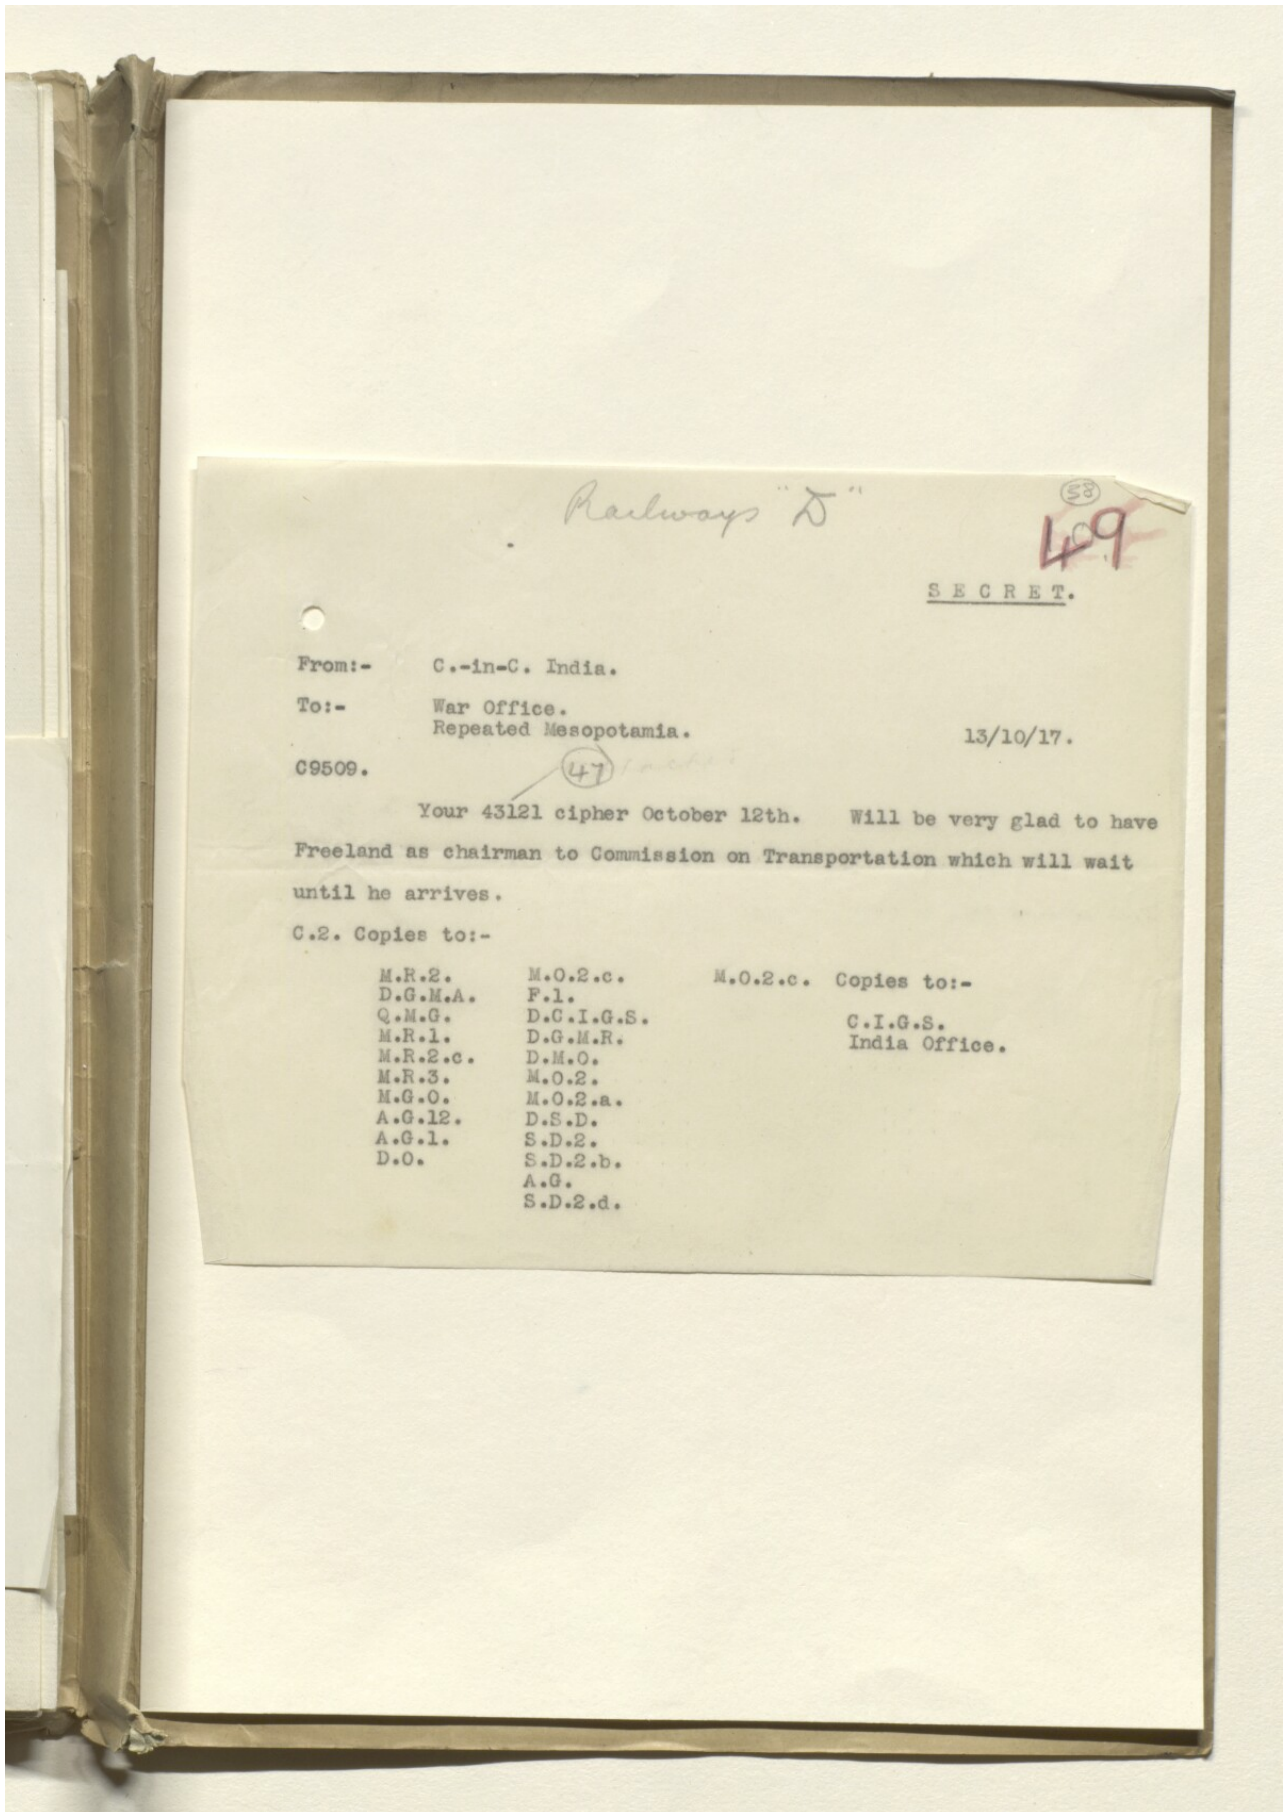 Railways "D"
58
49
SECRET.
From:- C.-in-C. India.
To:- War Office.
Repeated Mesopotamia.
13/10/17.
C9509.
47
Your 43121 cipher October 12th. Will be very glad to have
Freeland as chairman to Commission on Transportation which will wait
until he arrives.
C.2. Copies to:-
M.R.2. M.O.2.c. M.O.2.c. Copies to:-
D.G.M.A. F.1.
Q.M.G. D.C.I.G.S. C.I.G.S.
M.R.1. D.G.M.R. India Office.
M.R.2.c. D.M.O.
M.R.3. M.O.2.
M.G.O. M.O.2.a.
A.G.12. D.S.D.
A.G.1. S.D.2.
D.O. S.D.2.b.
A.G.
S.D.2.d.